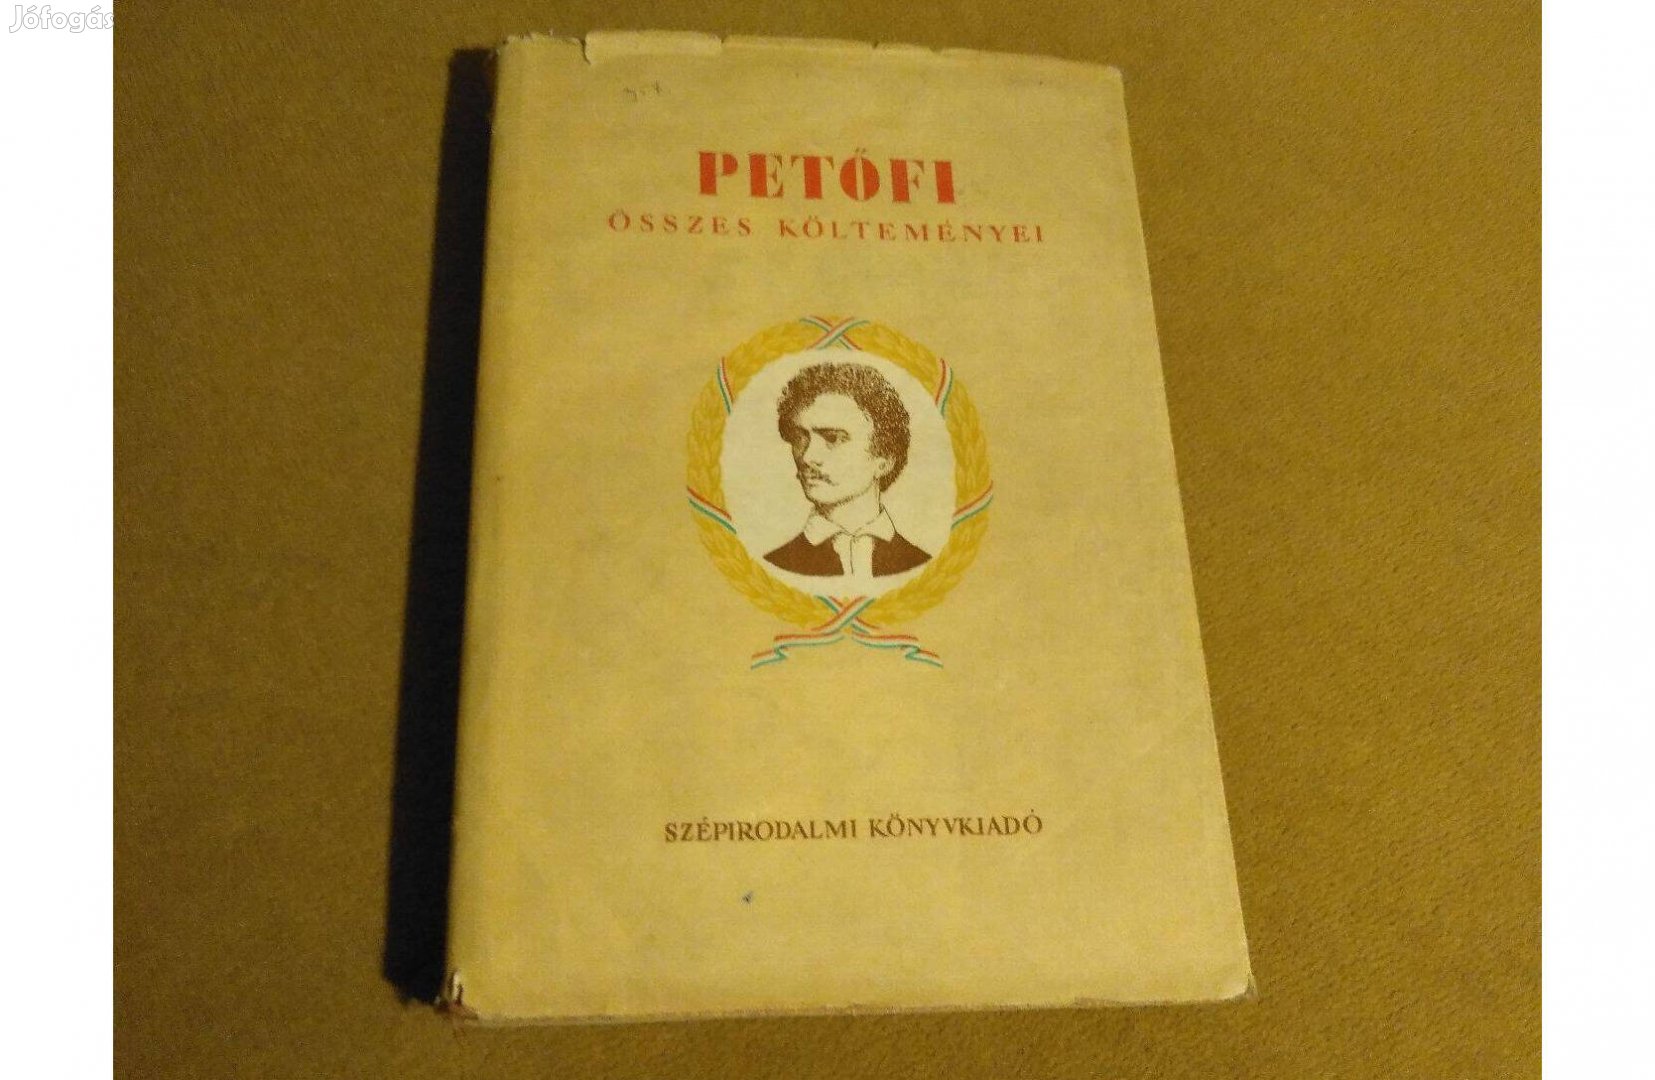 Jófogás
PETŐFI
ÖSSZES KÖLTEMÉNYEI
SZÉPIRODALMI KÖNYVKIADÓ